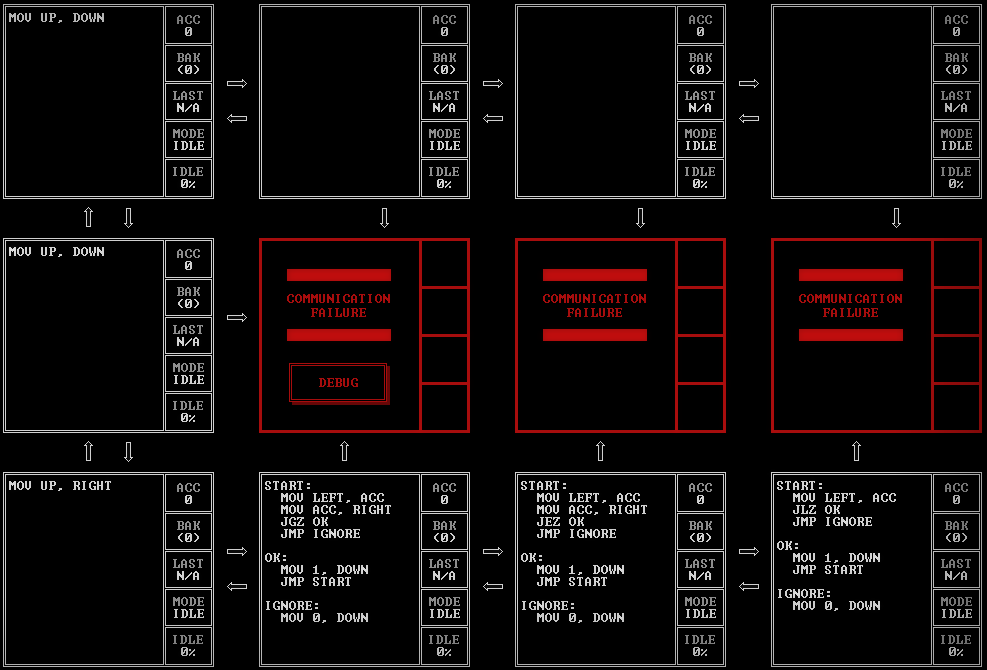 MOV UP, DOWN
ACC
0
BAK
(0)
LAST
N/A
MODE
IDLE
IDLE
0%
ACC
0
BAK
(0)
LAST
N/A
MODE
IDLE
IDLE
0%
ACC
0
BAK
(0)
LAST
N/A
MODE
IDLE
IDLE
0%
ACC
0
BAK
(0)
LAST
N/A
MODE
IDLE
IDLE
0%
MOV UP, DOWN
ACC
0
BAK
(0)
LAST
N/A
MODE
IDLE
IDLE
0%
COMMUNICATION
FAILURE
DEBUG
COMMUNICATION
FAILURE
COMMUNICATION
FAILURE
MOV UP, RIGHT
ACC
0
BAK
(0)
LAST
N/A
MODE
IDLE
IDLE
0%
START:
MOV LEFT, ACC
MOV ACC, RIGHT
JGZ OK
JMP IGNORE
OK:
MOV 1, DOWN
JMP START
IGNORE:
MOV 0, DOWN
ACC
0
BAK
(0)
LAST
N/A
MODE
IDLE
IDLE
0%
START:
MOV LEFT, ACC
MOV ACC, RIGHT
JEZ OK
JMP IGNORE
OK:
MOV 1, DOWN
JMP START
IGNORE:
MOV 0, DOWN
ACC
0
BAK
(0)
LAST
N/A
MODE
IDLE
IDLE
0%
START:
MOV LEFT, ACC
JLZ OK
JMP IGNORE
OK:
MOV 1, DOWN
JMP START
IGNORE:
MOV 0, DOWN
ACC
0
BAK
(0)
LAST
N/A
MODE
IDLE
IDLE
0%